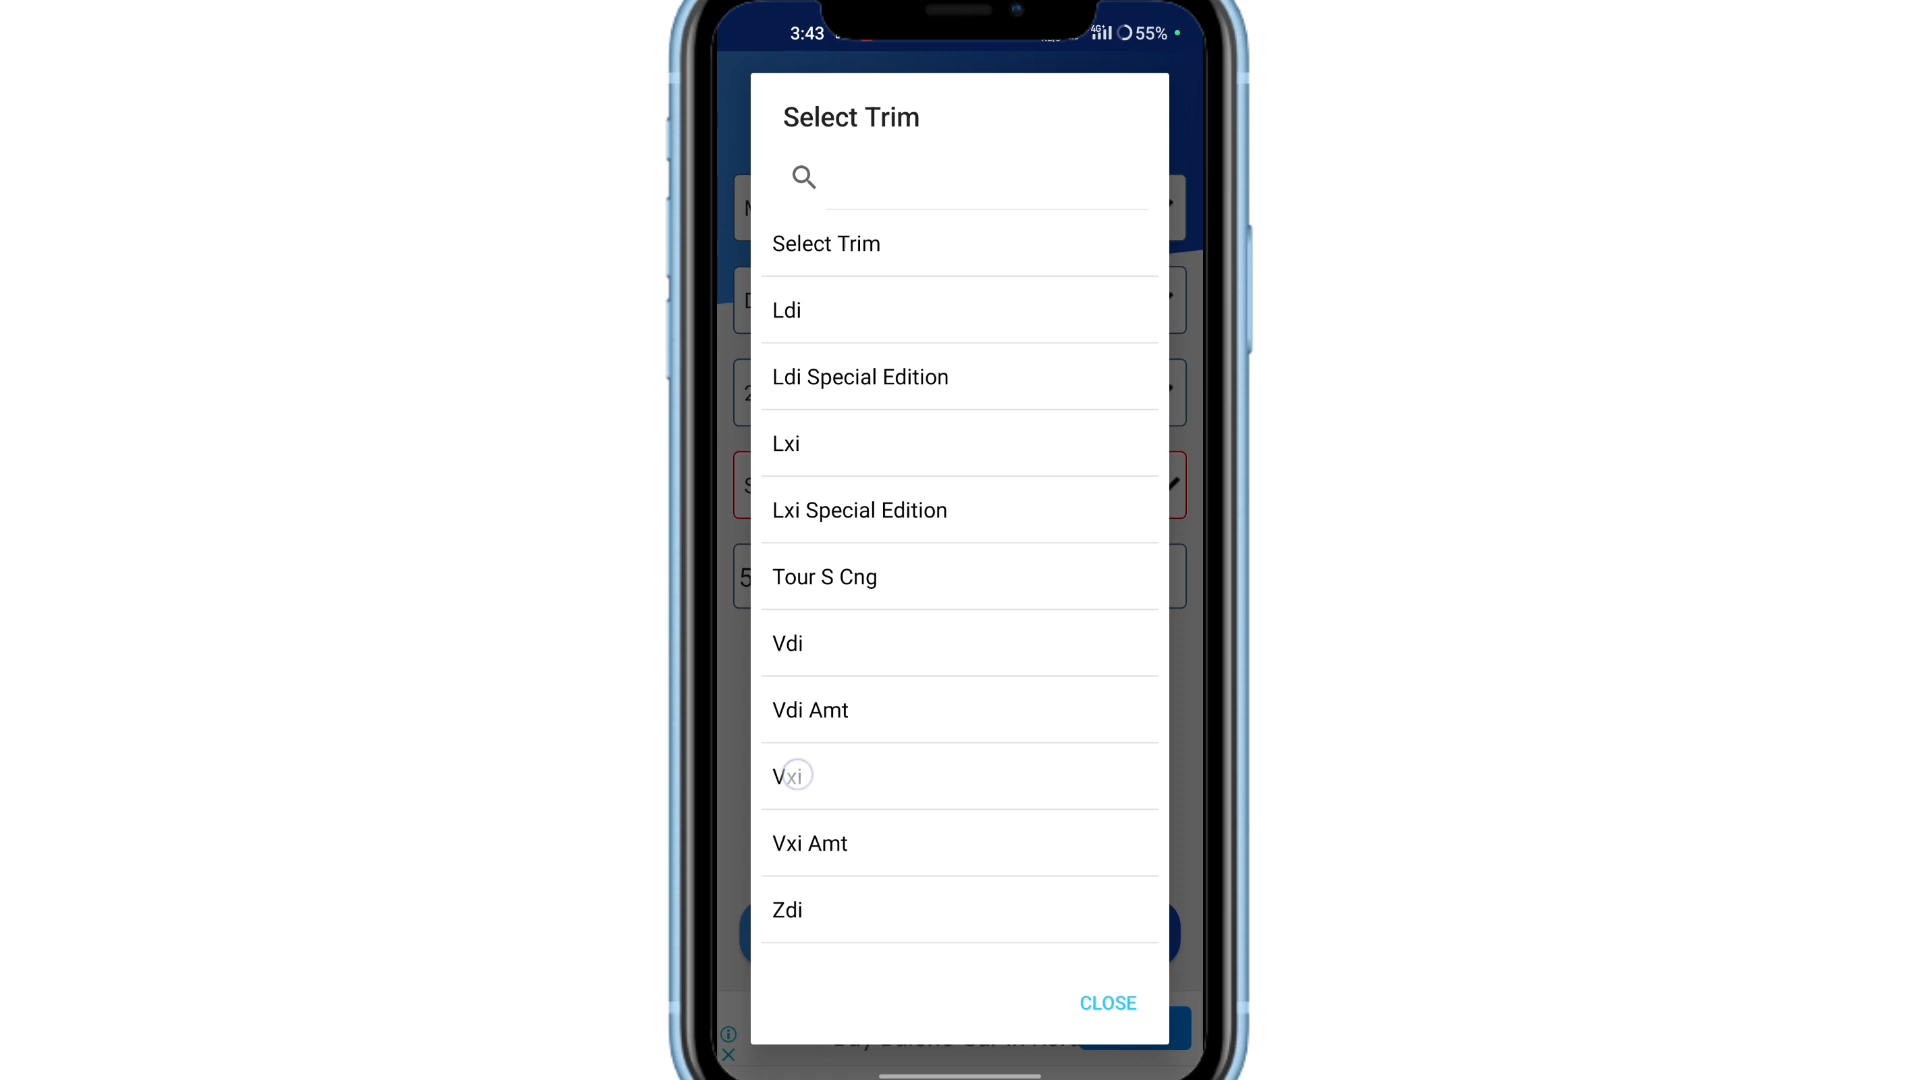 3:43
4G+
55%
Select Trim
Select Trim
Ldi
Ldi Special Edition
Lxi
Lxi Special Edition
Tour S Cng
Vdi
Vdi Amt
Vxi
Vxi Amt
Zdi
CLOSE